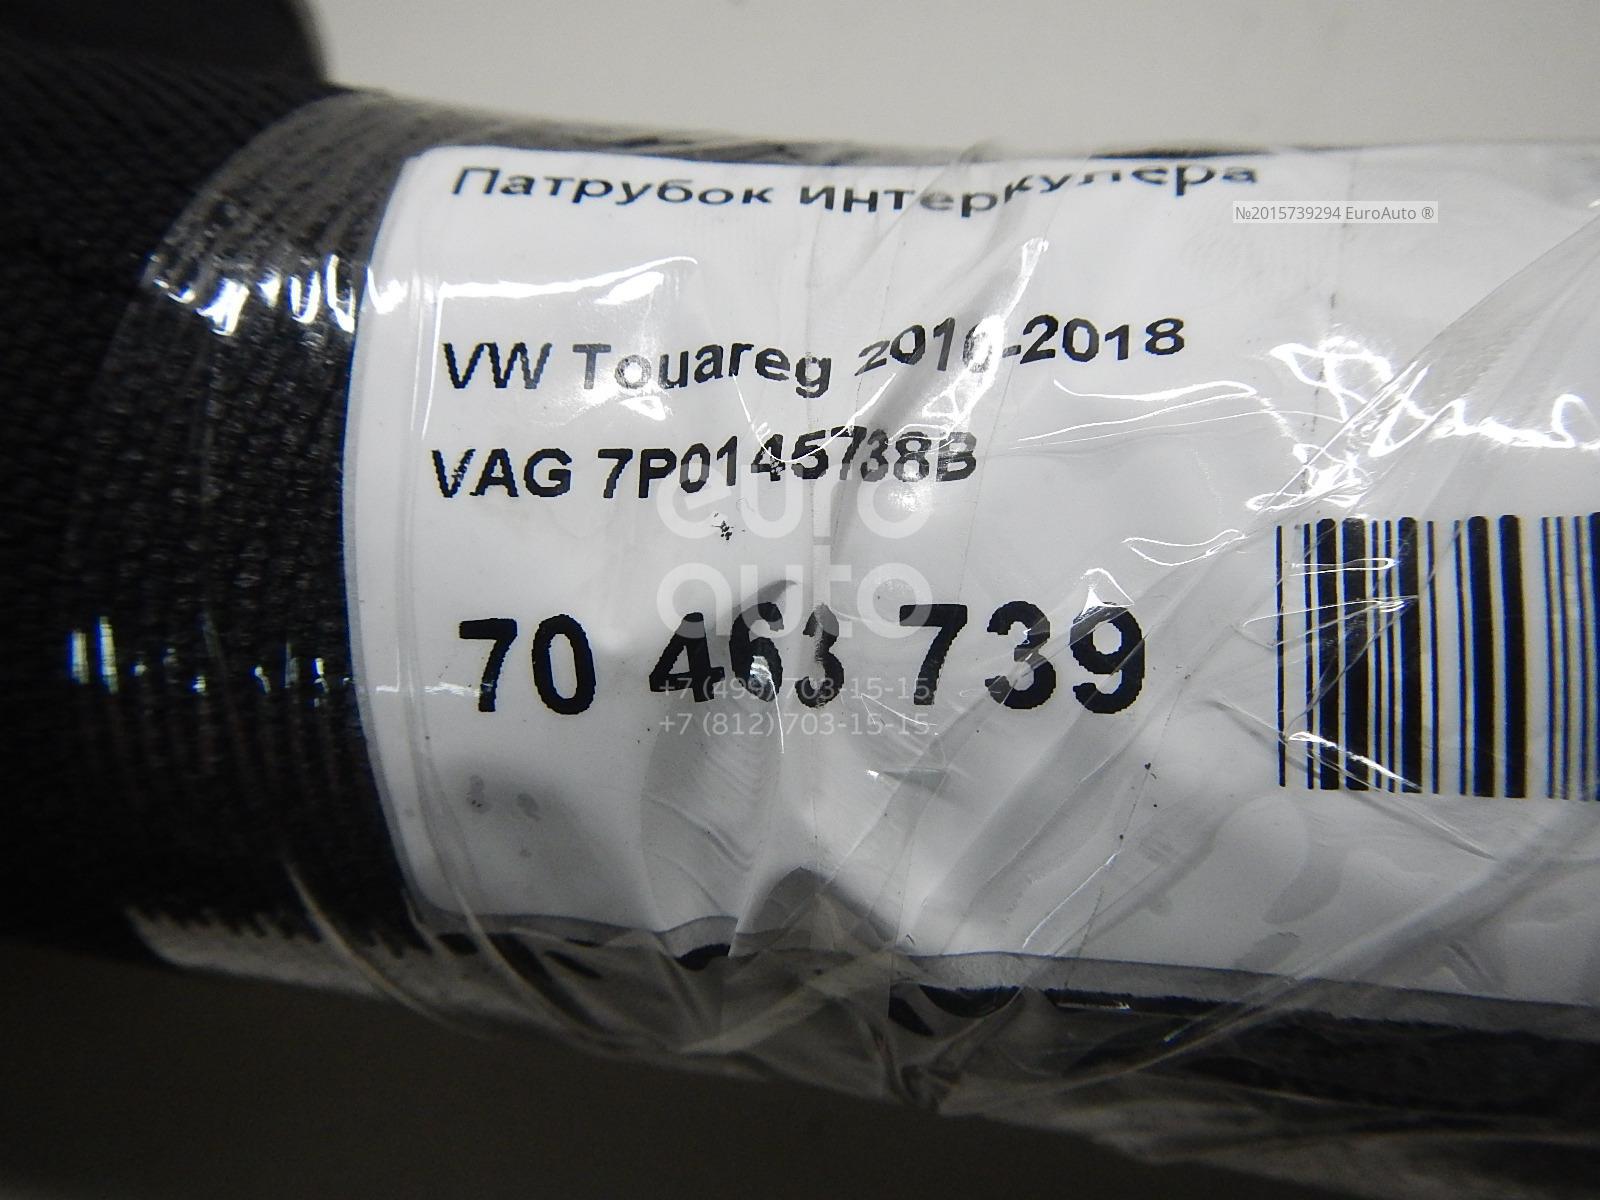 Патрубок интеркулера
№2015739294 EuroAuto ®
VW Touareg 2010-2018
VAG 7P0145738B
euro
auto
70 463 739
+7 (499) 703-15-15
+7 (812) 703-15-15